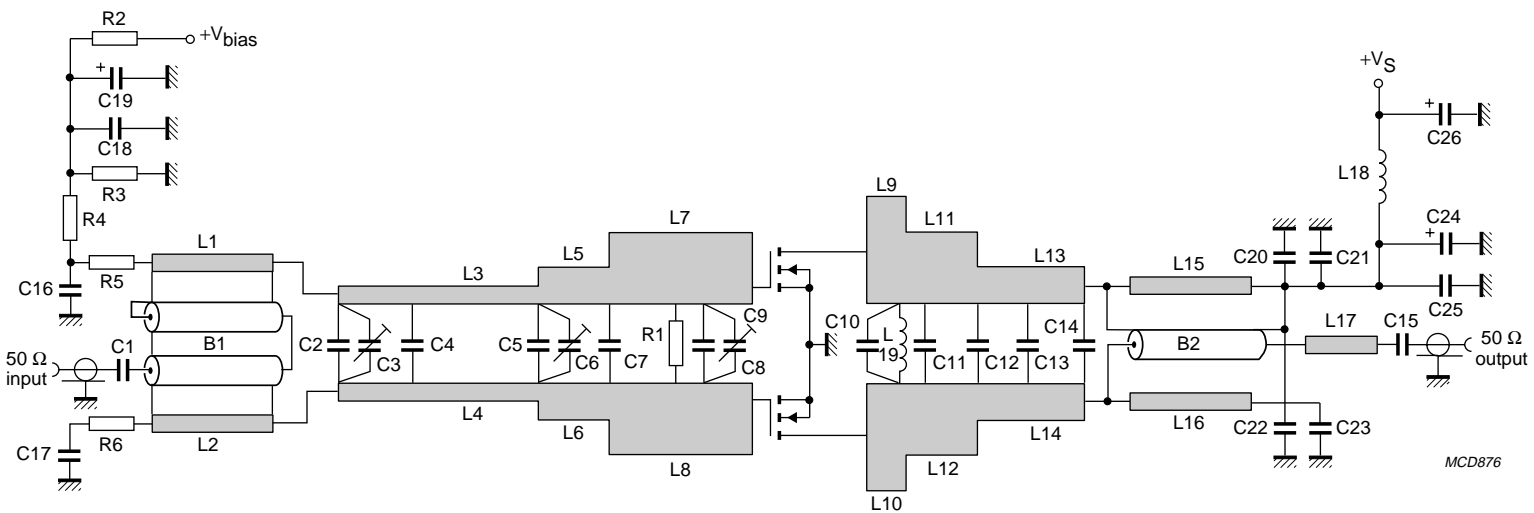 R2
+Vbias
C19
+
C18
R3
R4
R5
C16
L1
B1
C1
50 Ω
input
L2
R6
C17
L3
L5
L7
C2
C3
C4
C5
C6
C7
R1
C9
C8
L4
L6
L8
C10
L9
L11
L13
L
19
C11
C12
C13
C14
L10
L12
L14
L15
B2
L16
C20
C21
C22
C23
+VS
+
C26
L18
C24
+
C25
L17
C15
50 Ω
output
MCD876